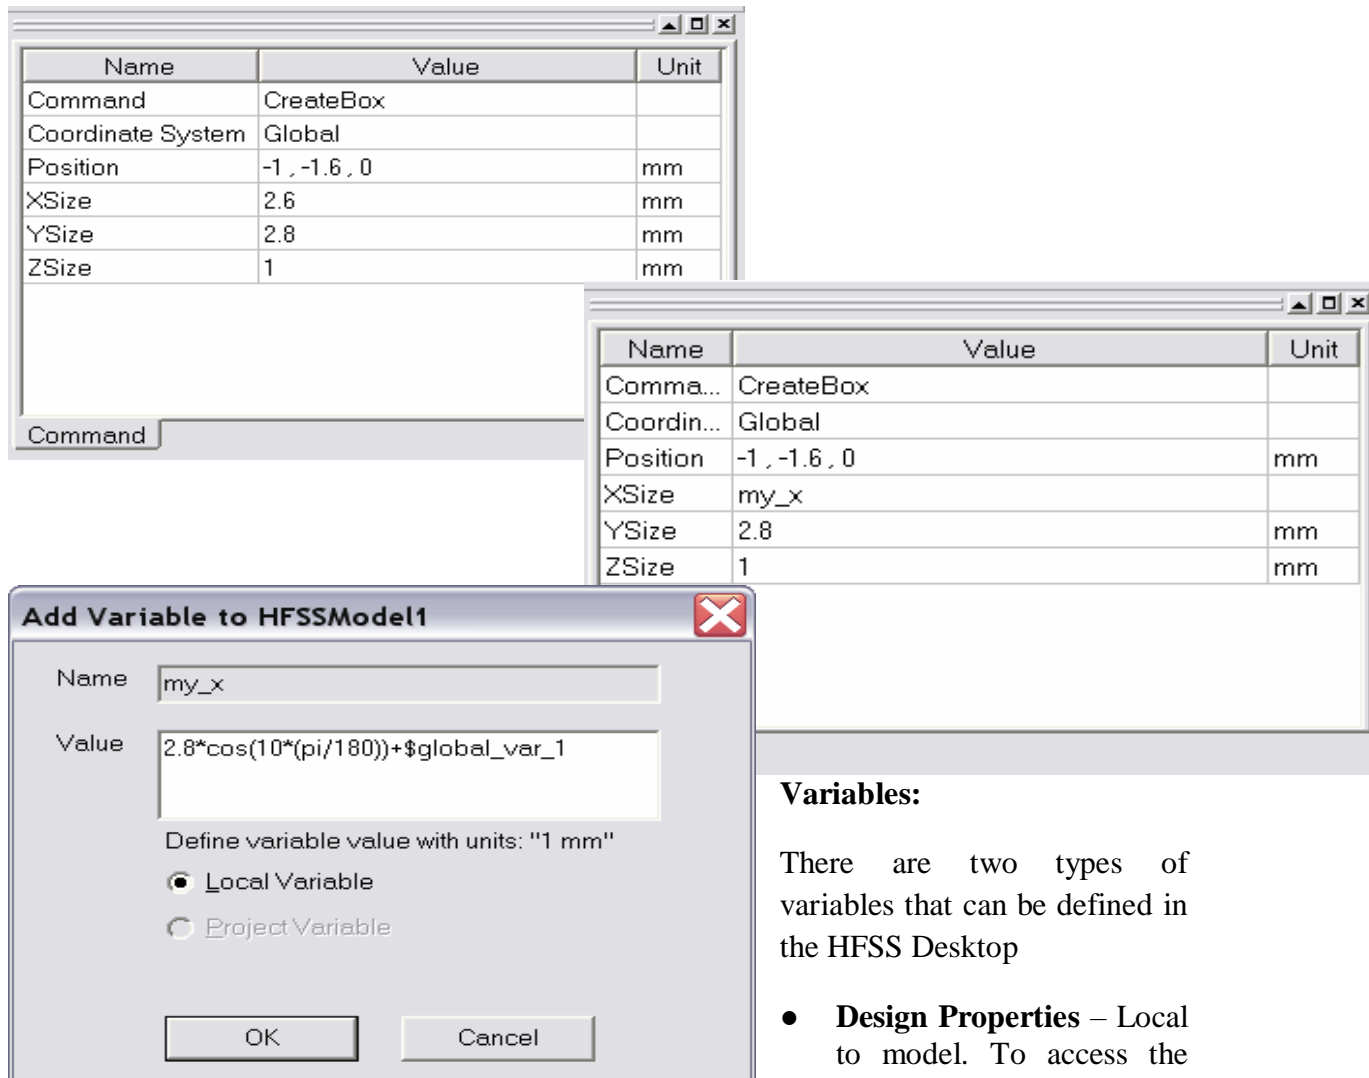 Name Value Unit
Command CreateBox
Coordinate System Global
Position -1 , -1.6 , 0 mm
XSize 2.6 mm
YSize 2.8 mm
ZSize 1 mm
Command
Name Value Unit
Comma... CreateBox
Coordin... Global
Position -1 , -1.6 , 0 mm
XSize my_x
YSize 2.8 mm
ZSize 1 mm
Add Variable to HFSSModel1
Name my_x
Value 2.8*cos(10*(pi/180))+$global_var_1
Define variable value with units: "1 mm"
Local Variable
Project Variable
OK Cancel
Variables:
There are two types of
variables that can be defined in
the HFSS Desktop
● Design Properties – Local
to model. To access the